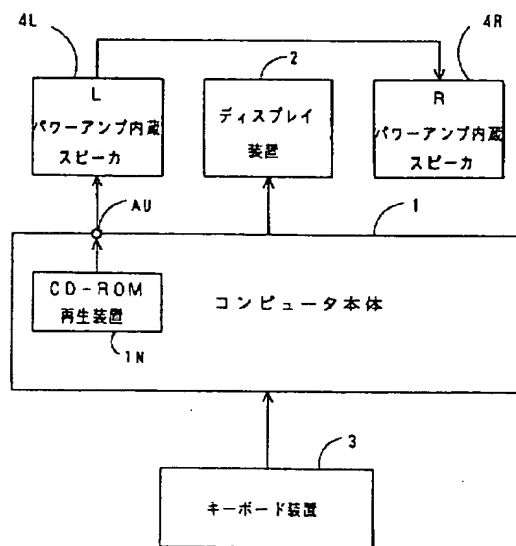 4L
4R
2
L
パワーアンプ内蔵
スピーカ
ディスプレイ
装置
R
パワーアンプ内蔵
スピーカ
AU
1
CD-ROM
再生装置
コンピュータ本体
1N
3
キーボード装置